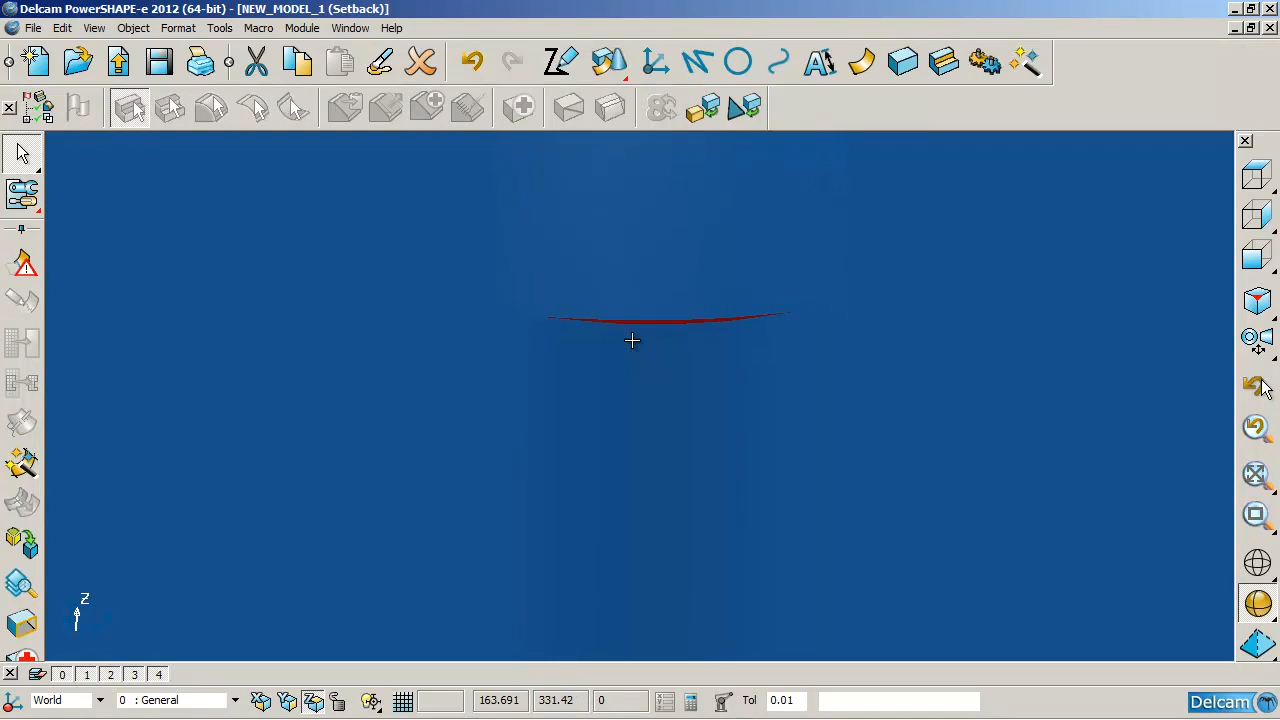 Delcam PowerSHAPE-e 2012 (64-bit) - [NEW_MODEL_1 (Setback)]
File Edit View Object Format Tools Macro Module Window Help
Z
0 1 2 3 4
World 0 : General 163.691 331.42 0 Tol 0.01 Delcam